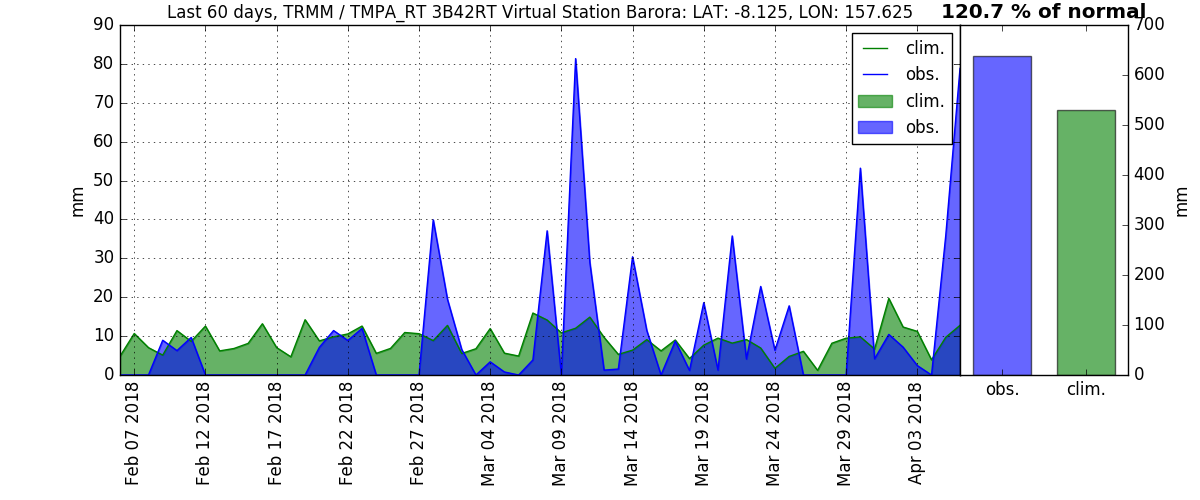 Last 60 days, TRMM / TMPA_RT 3B42RT Virtual Station Barora: LAT: -8.125, LON: 157.625
120.7 % of normal
90
80
70
60
50
40
30
20
10
0
mm
clim.
obs.
clim.
obs.
700
600
500
400
300
200
100
0
mm
Feb 07 2018
Feb 12 2018
Feb 17 2018
Feb 22 2018
Feb 27 2018
Mar 04 2018
Mar 09 2018
Mar 14 2018
Mar 19 2018
Mar 24 2018
Mar 29 2018
Apr 03 2018
obs.
clim.